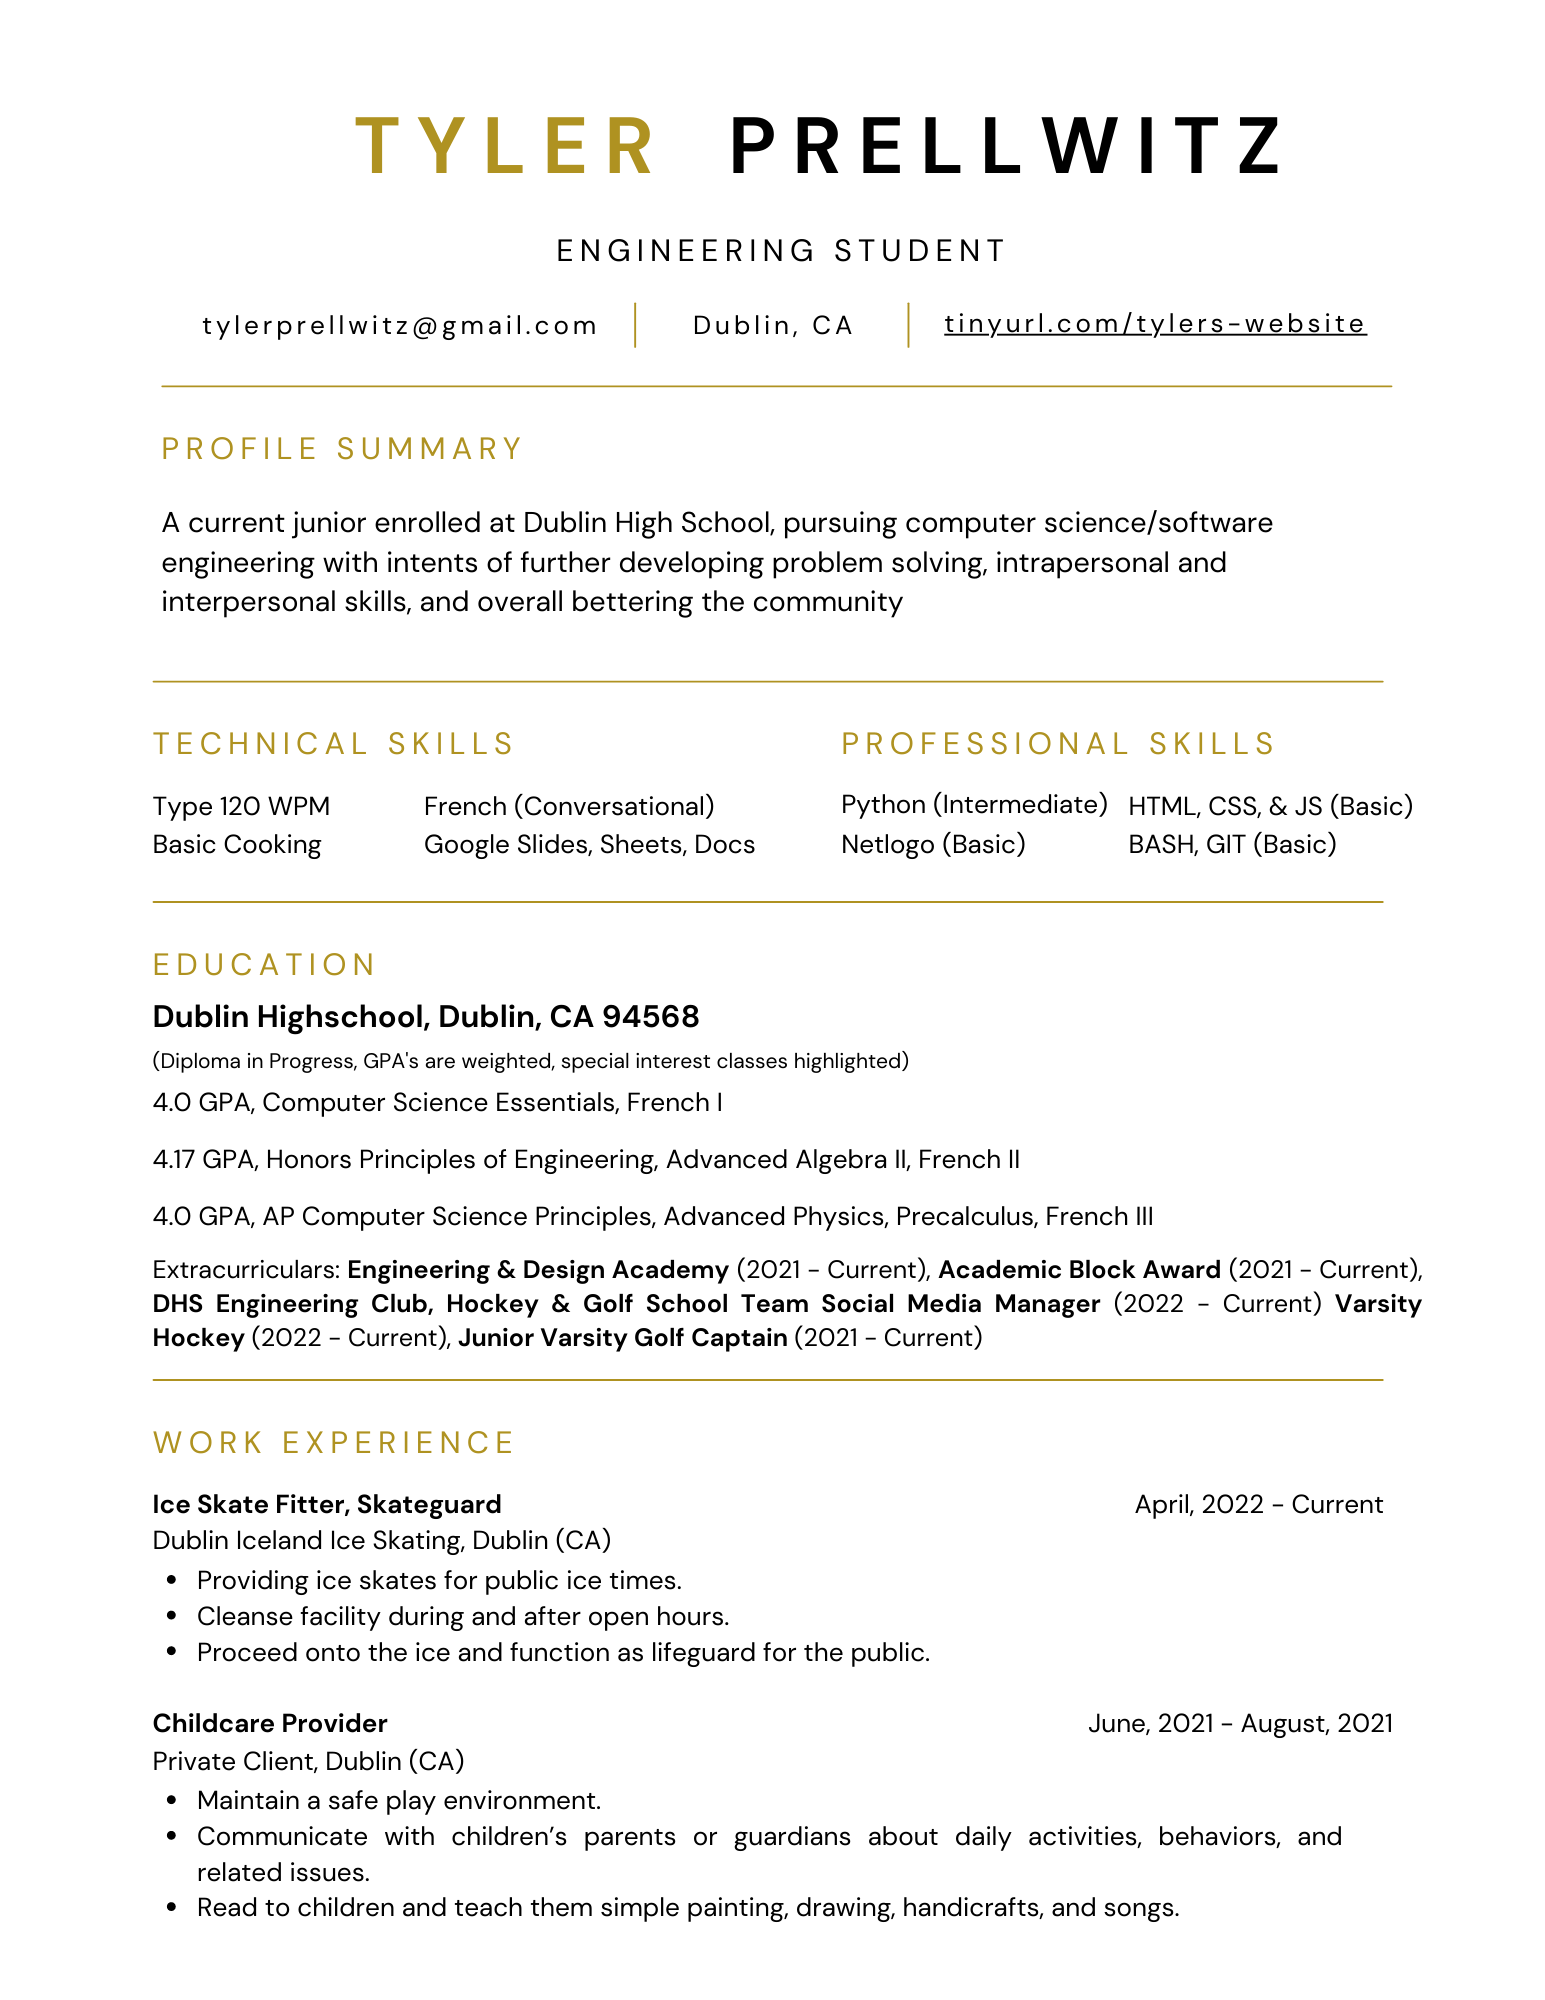 TYLER PRELLWITZ
ENGINEERING STUDENT
tylerprellwitz@gmail.com
Dublin, CA
tinyurl.com/tylers-website
PROFILE SUMMARY
A current junior enrolled at Dublin High School, pursuing computer science/software
engineering with intents of further developing problem solving, intrapersonal and
interpersonal skills, and overall bettering the community
TECHNICAL SKILLS
Type 120 WPM
Basic Cooking
French (Conversational)
Google Slides, Sheets, Docs
PROFESSIONAL SKILLS
Python (Intermediate)
Netlogo (Basic)
HTML, CSS, & JS (Basic)
BASH, GIT (Basic)
EDUCATION
Dublin Highschool, Dublin, CA 94568
(Diploma in Progress, GPA's are weighted, special interest classes highlighted)
4.0 GPA, Computer Science Essentials, French I
4.17 GPA, Honors Principles of Engineering, Advanced Algebra II, French II
4.0 GPA, AP Computer Science Principles, Advanced Physics, Precalculus, French III
Extracurriculars: Engineering & Design Academy (2021 - Current), Academic Block Award (2021 - Current),
DHS Engineering Club, Hockey & Golf School Team Social Media Manager (2022 - Current) Varsity
Hockey (2022 - Current), Junior Varsity Golf Captain (2021 - Current)
WORK EXPERIENCE
Ice Skate Fitter, Skateguard
April, 2022 - Current
Dublin Iceland Ice Skating, Dublin (CA)
• Providing ice skates for public ice times.
• Cleanse facility during and after open hours.
• Proceed onto the ice and function as lifeguard for the public.
Childcare Provider
June, 2021 - August, 2021
Private Client, Dublin (CA)
• Maintain a safe play environment.
• Communicate with children’s parents or guardians about daily activities, behaviors, and
related issues.
• Read to children and teach them simple painting, drawing, handicrafts, and songs.